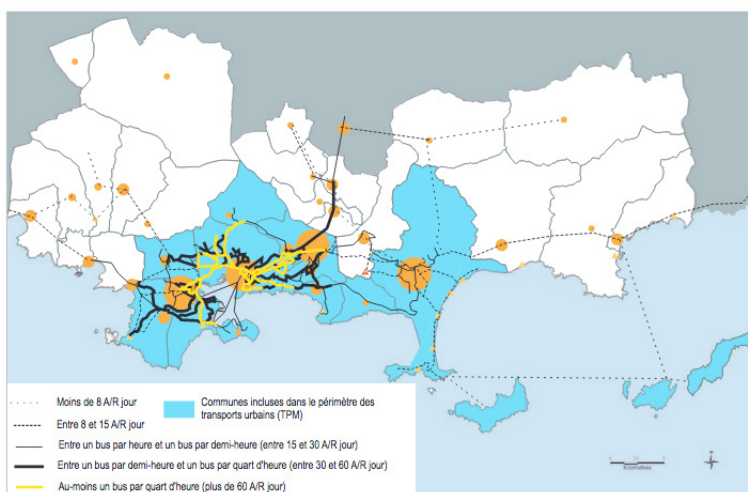 Moins de 8 A/R jour
Communes incluses dans le périmètre des
transports urbains (TPM)
Entre 8 et 15 A/R jour
Entre un bus par heure et un bus par demi-heure (entre 15 et 30 A/R jour)
Entre un bus par demi-heure et un bus par quart d'heure (entre 30 et 60 A/R jour)
Au-moins un bus par quart d'heure (plus de 60 A/R jour)